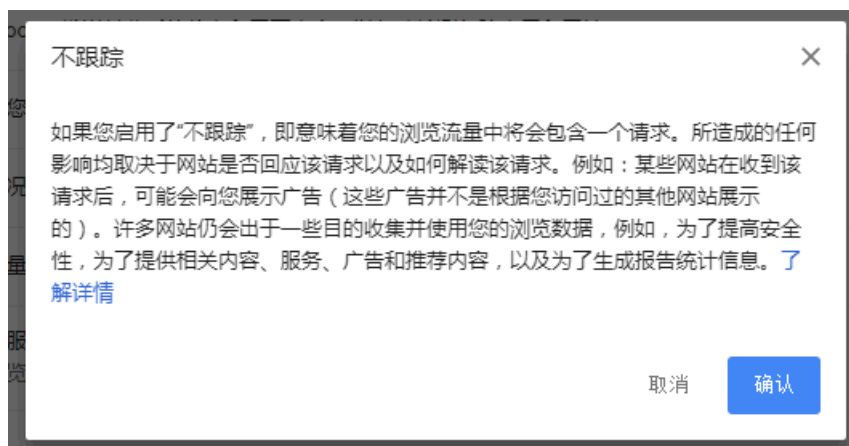 不跟踪
如果您启用了“不跟踪”，即意味着您的浏览流量中将会包含一个请求。所造成的任何
影响均取决于网站是否回应该请求以及如何解读该请求。例如：某些网站在收到该
请求后，可能会向您展示广告（这些广告并不是根据您访问过的其他网站展示
的）。许多网站仍会出于一些目的收集并使用您的浏览数据，例如，为了提高安全
性，为了提供相关内容、服务、广告和推荐内容，以及为了生成报告统计信息。了
解详情
取消 确认
您
况
量
服
览